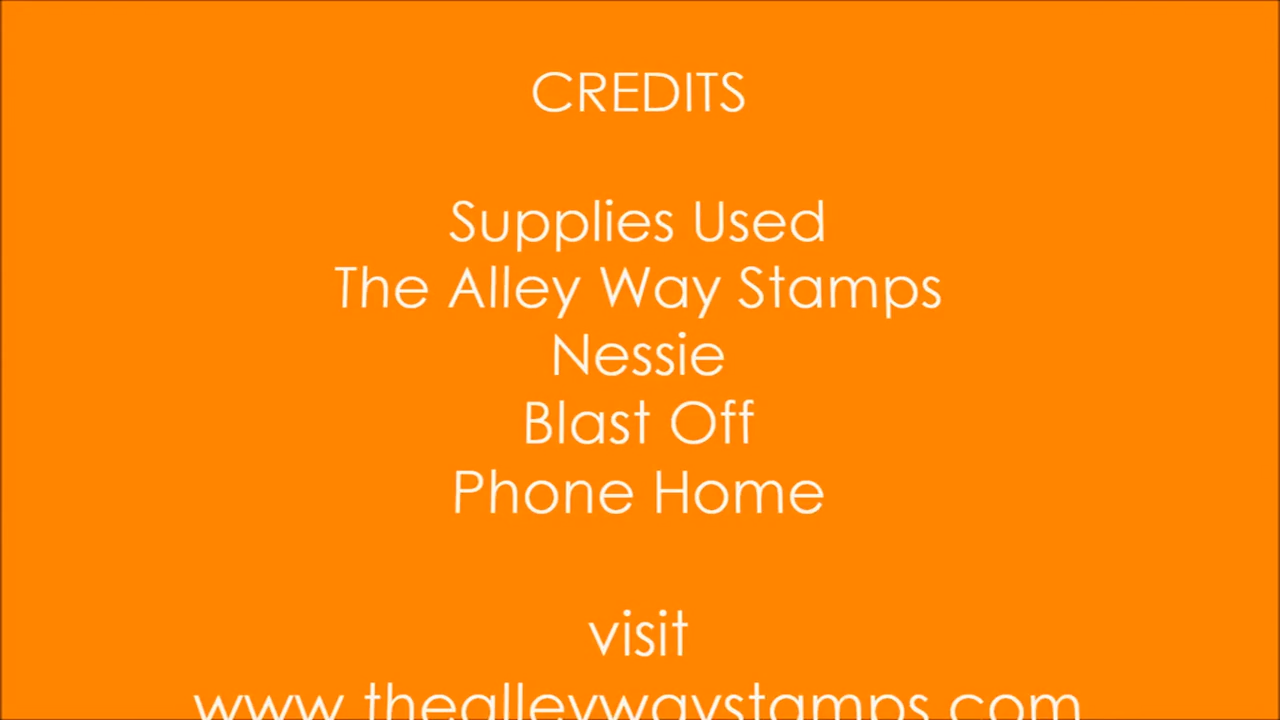 CREDITS
Supplies Used
The Alley Way Stamps
Nessie
Blast Off
Phone Home
visit
www.thealleywaystamps.com